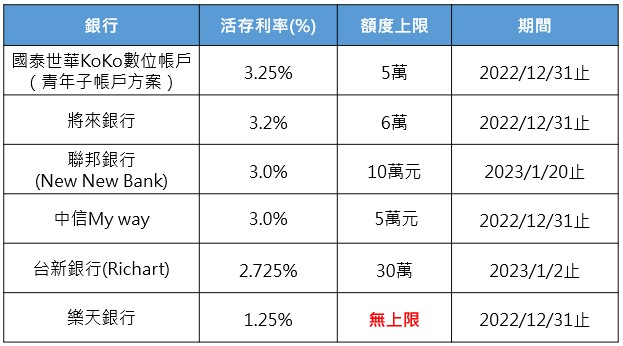 銀行 活存利率(%) 額度上限 期間
國泰世華KoKo數位帳戶
（青年子帳戶方案） 3.25% 5萬 2022/12/31止
將來銀行 3.2% 6萬 2022/12/31止
聯邦銀行
(New New Bank) 3.0% 10萬元 2023/1/20止
中信My way 3.0% 5萬元 2022/12/31止
台新銀行(Richart) 2.725% 30萬 2023/1/2止
樂天銀行 1.25% 無上限 2022/12/31止